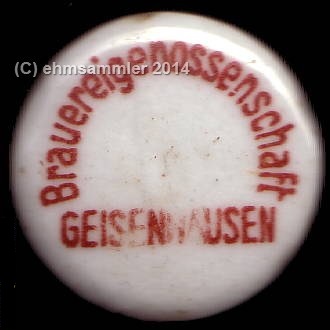 (C) ehmsammler 2014
Brauereigenossenschaft
GEISENHAUSEN